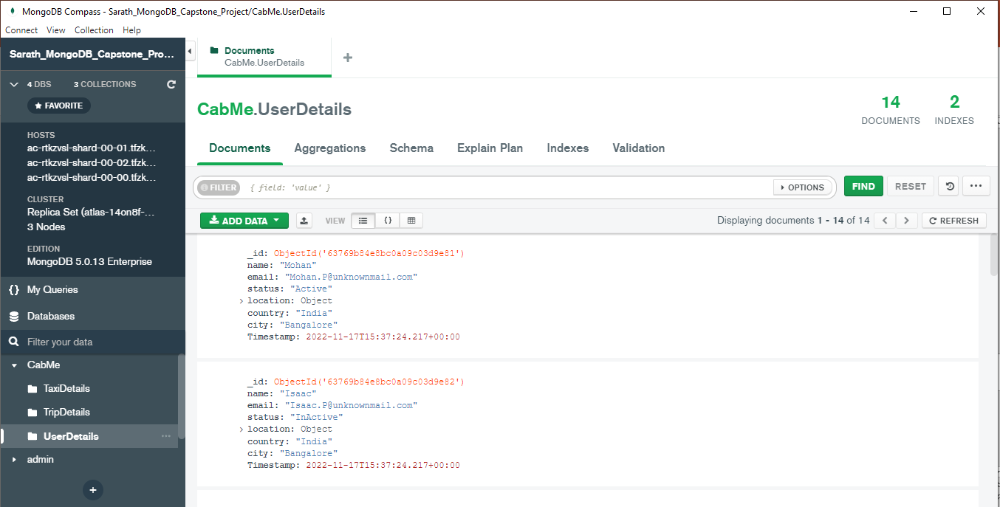 MongoDB Compass - Sarath_MongoDB_Capstone_Project/CabMe.UserDetails
Connect View Collection Help
Sarath_MongoDB_Capstone_Pro...
4 DBS 3 COLLECTIONS
FAVORITE
HOSTS
ac-rtkzvsl-shard-00-01.tfzk...
ac-rtkzvsl-shard-00-02.tfzk...
ac-rtkzvsl-shard-00-00.tfzk...
CLUSTER
Replica Set (atlas-14on8f-...
3 Nodes
EDITION
MongoDB 5.0.13 Enterprise
{} My Queries
Databases
Filter your data
CabMe
TaxiDetails
TripDetails
UserDetails ...
admin
+
Documents
CabMe.UserDetails
+
CabMe.UserDetails
14
DOCUMENTS
2
INDEXES
Documents Aggregations Schema Explain Plan Indexes Validation
FILTER { field: 'value' } OPTIONS FIND RESET ...
ADD DATA VIEW {} Displaying documents 1 - 14 of 14 < > REFRESH
_id: ObjectId('63769b84e8bc0a09c03d9e81')
name: "Mohan"
email: "Mohan.P@unknownmail.com"
status: "Active"
> location: Object
country: "India"
city: "Bangalore"
Timestamp: 2022-11-17T15:37:24.217+00:00
_id: ObjectId('63769b84e8bc0a09c03d9e82')
name: "Isaac"
email: "Isaac.P@unknownmail.com"
status: "InActive"
> location: Object
country: "India"
city: "Bangalore"
Timestamp: 2022-11-17T15:37:24.217+00:00